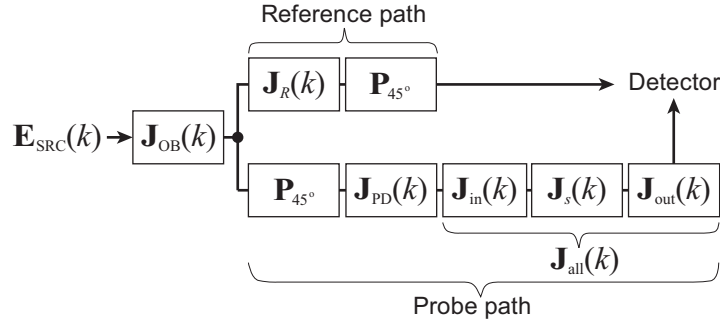 Reference path
J_R(k) P_45°
Detector
E_SRC(k) J_OB(k)
P_45° J_PD(k) J_in(k) J_s(k) J_out(k)
J_all(k)
Probe path